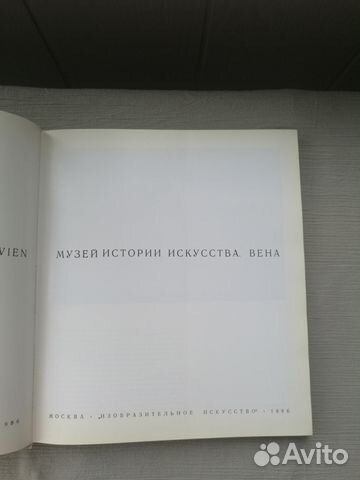 VIEN
МУЗЕЙ ИСТОРИИ ИСКУССТВА. ВЕНА
МОСКВА • „ИЗОБРАЗИТЕЛЬНОЕ ИСКУССТВО" •
Avito